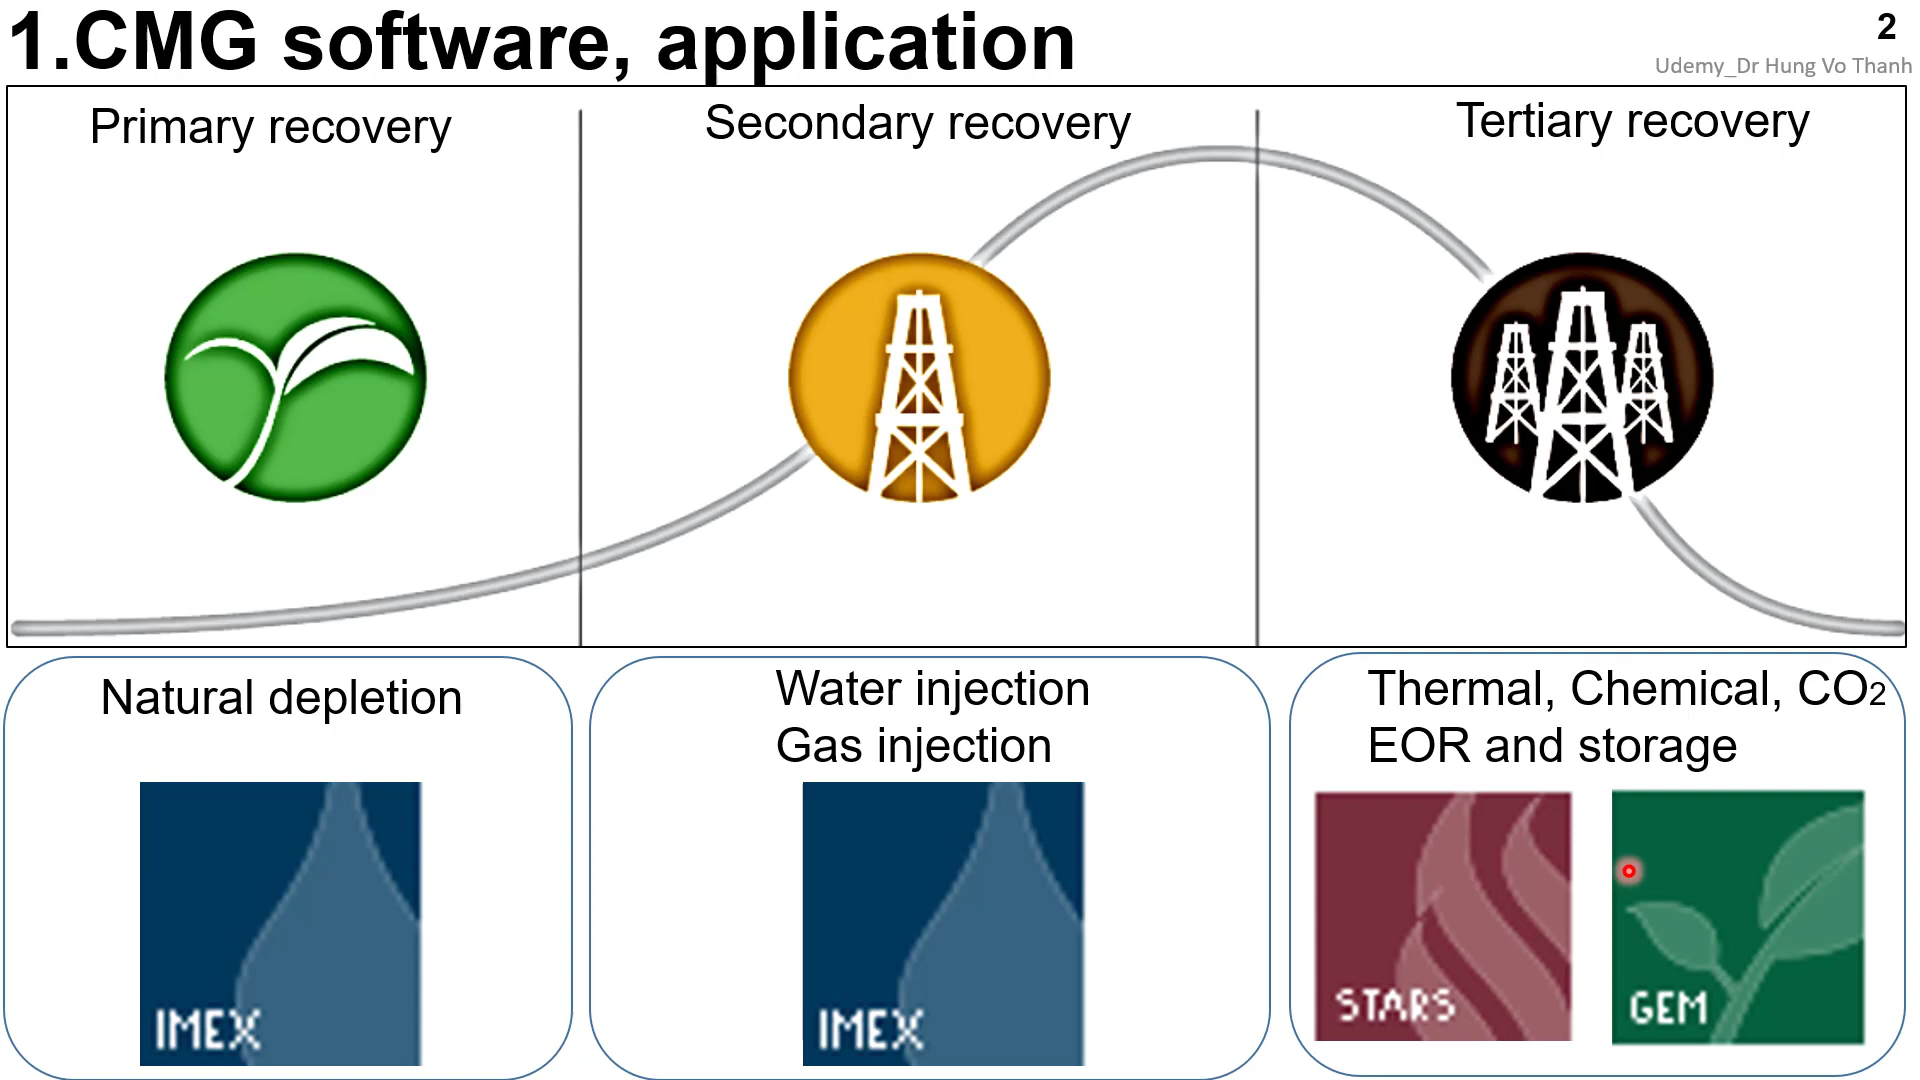 1.CMG software, application
2
Udemy_Dr Hung Vo Thanh
Primary recovery
Secondary recovery
Tertiary recovery
Natural depletion
IMEX
Water injection
Gas injection
IMEX
Thermal, Chemical, CO₂
EOR and storage
STARS
GEM